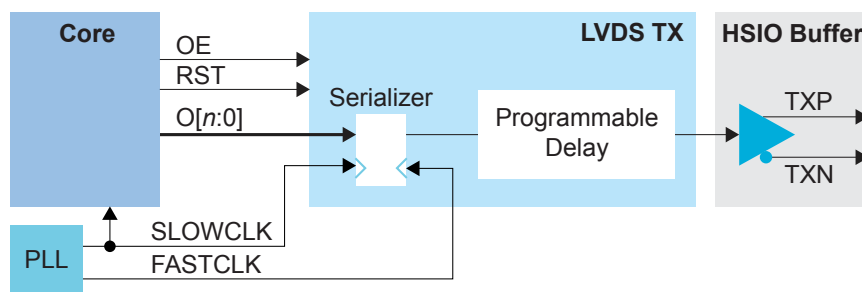 Core
LVDS TX
HSIO Buffer
OE
RST
O[n:0]
Serializer
Programmable
Delay
TXP
TXN
PLL
SLOWCLK
FASTCLK